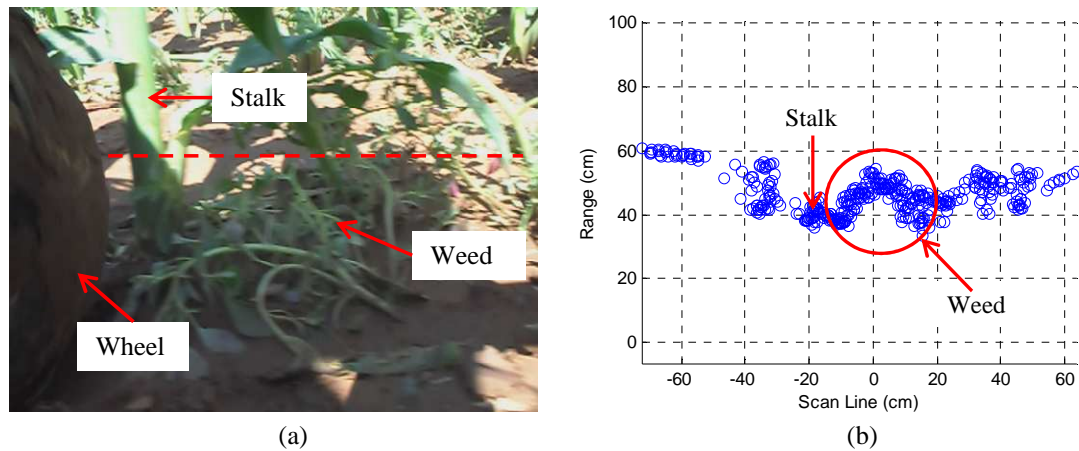 Stalk
Weed
Wheel
(a)
100
80
60
40
20
0
Range (cm)
Stalk
Weed
-60 -40 -20 0 20 40 60
Scan Line (cm)
(b)